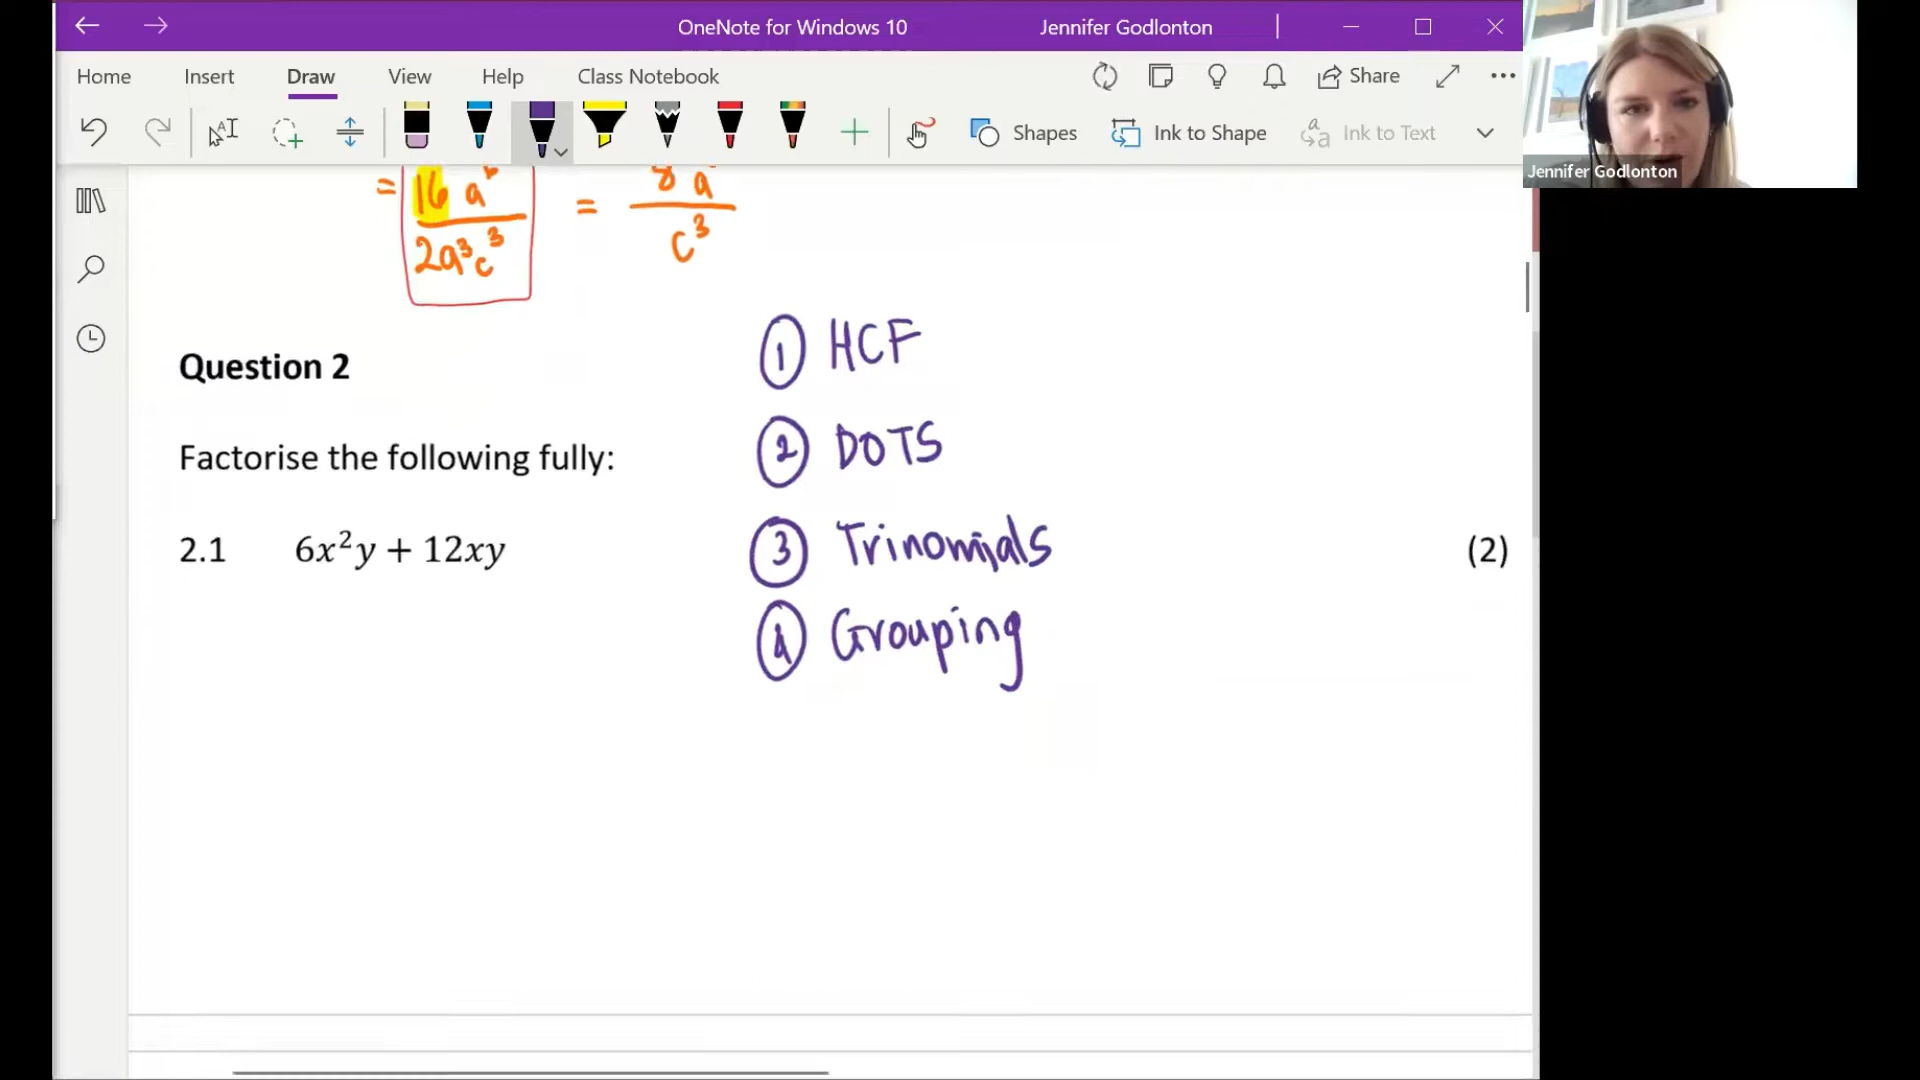 OneNote for Windows 10
Jennifer Godlonton
Home Insert Draw View Help Class Notebook Share
Shapes Ink to Shape Ink to Text
Jennifer Godlonton
= 16 a / 2a³c³ = 8 a / c³
① HCF
Question 2
② DOTS
Factorise the following fully:
③ Trinomials
2.1 6x²y + 12xy (2)
④ Grouping